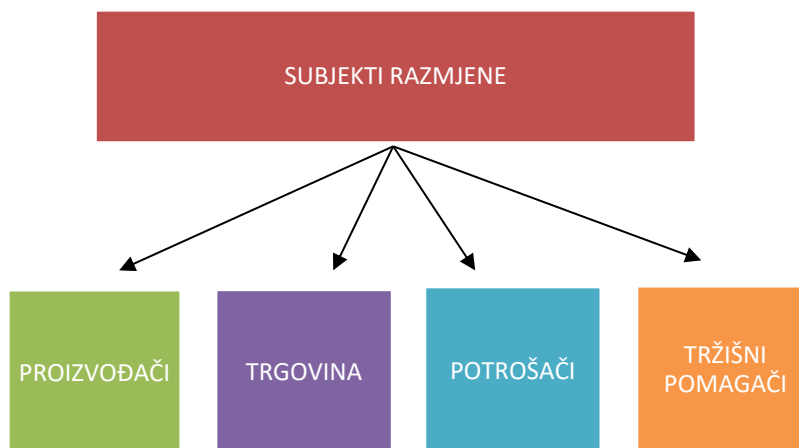 SUBJEKTI RAZMJENE
PROIZVOĐAČI
TRGOVINA
POTROŠAČI
TRŽIŠNI
POMAGAČI